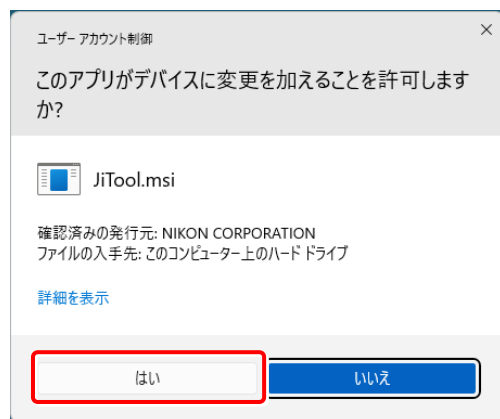 ユーザー アカウント制御
このアプリがデバイスに変更を加えることを許可します
か?
JiTool.msi
確認済みの発行元: NIKON CORPORATION
ファイルの入手先: このコンピューター上のハード ドライブ
詳細を表示
はい
いいえ